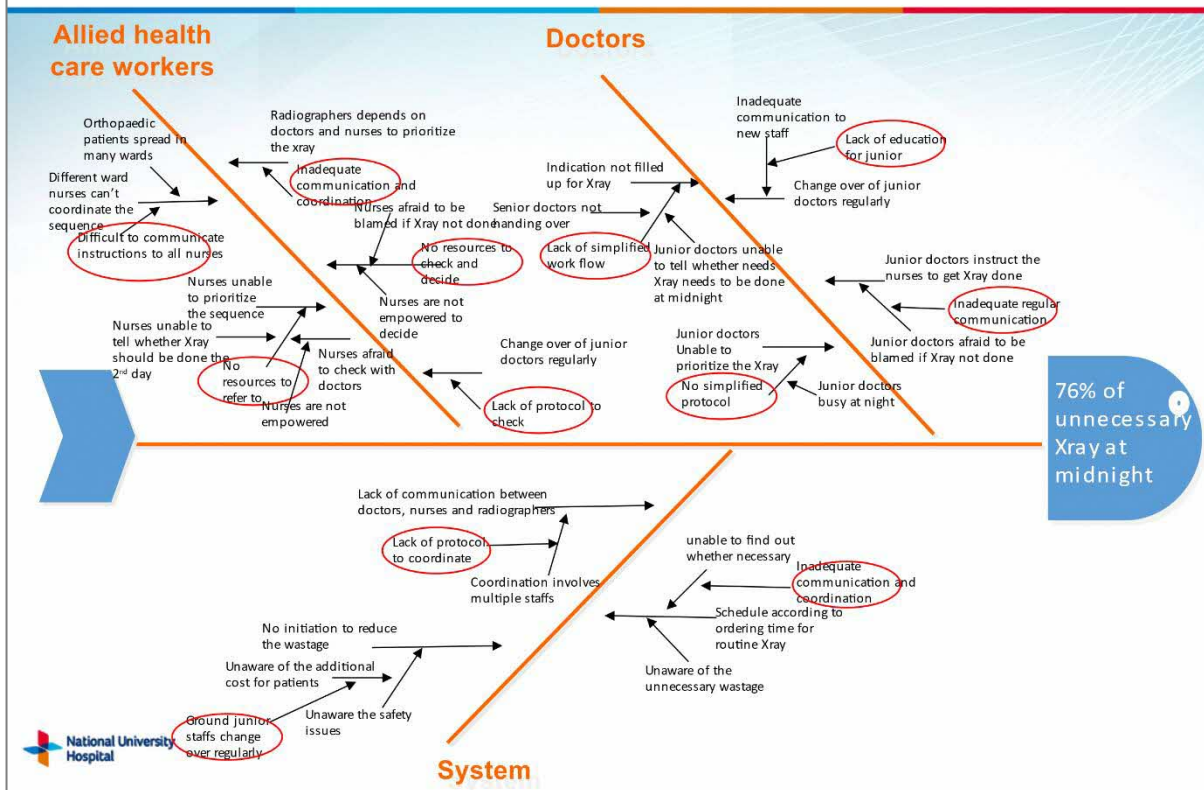 Allied health
care workers
Doctors
Orthopaedic
patients spread in
many wards
Different ward
nurses can't
coordinate the
sequence
Difficult to communicate
instructions to all nurses
Radiographers depends on
doctors and nurses to prioritize
the xray
Inadequate
communication and
coordination
Nurses afraid to be
blamed if Xray not done
No resources to
check and
decide
Nurses are not
empowered to
decide
Nurses unable
to prioritize
the sequence
Nurses unable to
tell whether Xray
should be done the
2nd day
No
resources to
refer to
Nurses afraid
to check with
doctors
Nurses are not
empowered
Change over of junior
doctors regularly
Lack of protocol to
check
Inadequate
communication to
new staff
Lack of education
for junior
Indication not filled
up for Xray
Change over of junior
doctors regularly
Senior doctors not
handing over
Lack of simplified
work flow
Junior doctors unable
to tell whether needs
Xray needs to be done
at midnight
Junior doctors instruct the
nurses to get Xray done
Inadequate regular
communication
Junior doctors afraid to be
blamed if Xray not done
Junior doctors
Unable to
prioritize the Xray
No simplified
protocol
Junior doctors
busy at night
76% of
unnecessary
Xray at
midnight
Lack of communication between
doctors, nurses and radiographers
Lack of protocol
to coordinate
Coordination involves
multiple staffs
unable to find out
whether necessary
Inadequate
communication and
coordination
Schedule according to
ordering time for
routine Xray
Unaware of the
unnecessary wastage
No initiation to reduce
the wastage
Unaware of the additional
cost for patients
Unaware the safety
issues
Ground junior
staffs change
over regularly
National University
Hospital
System